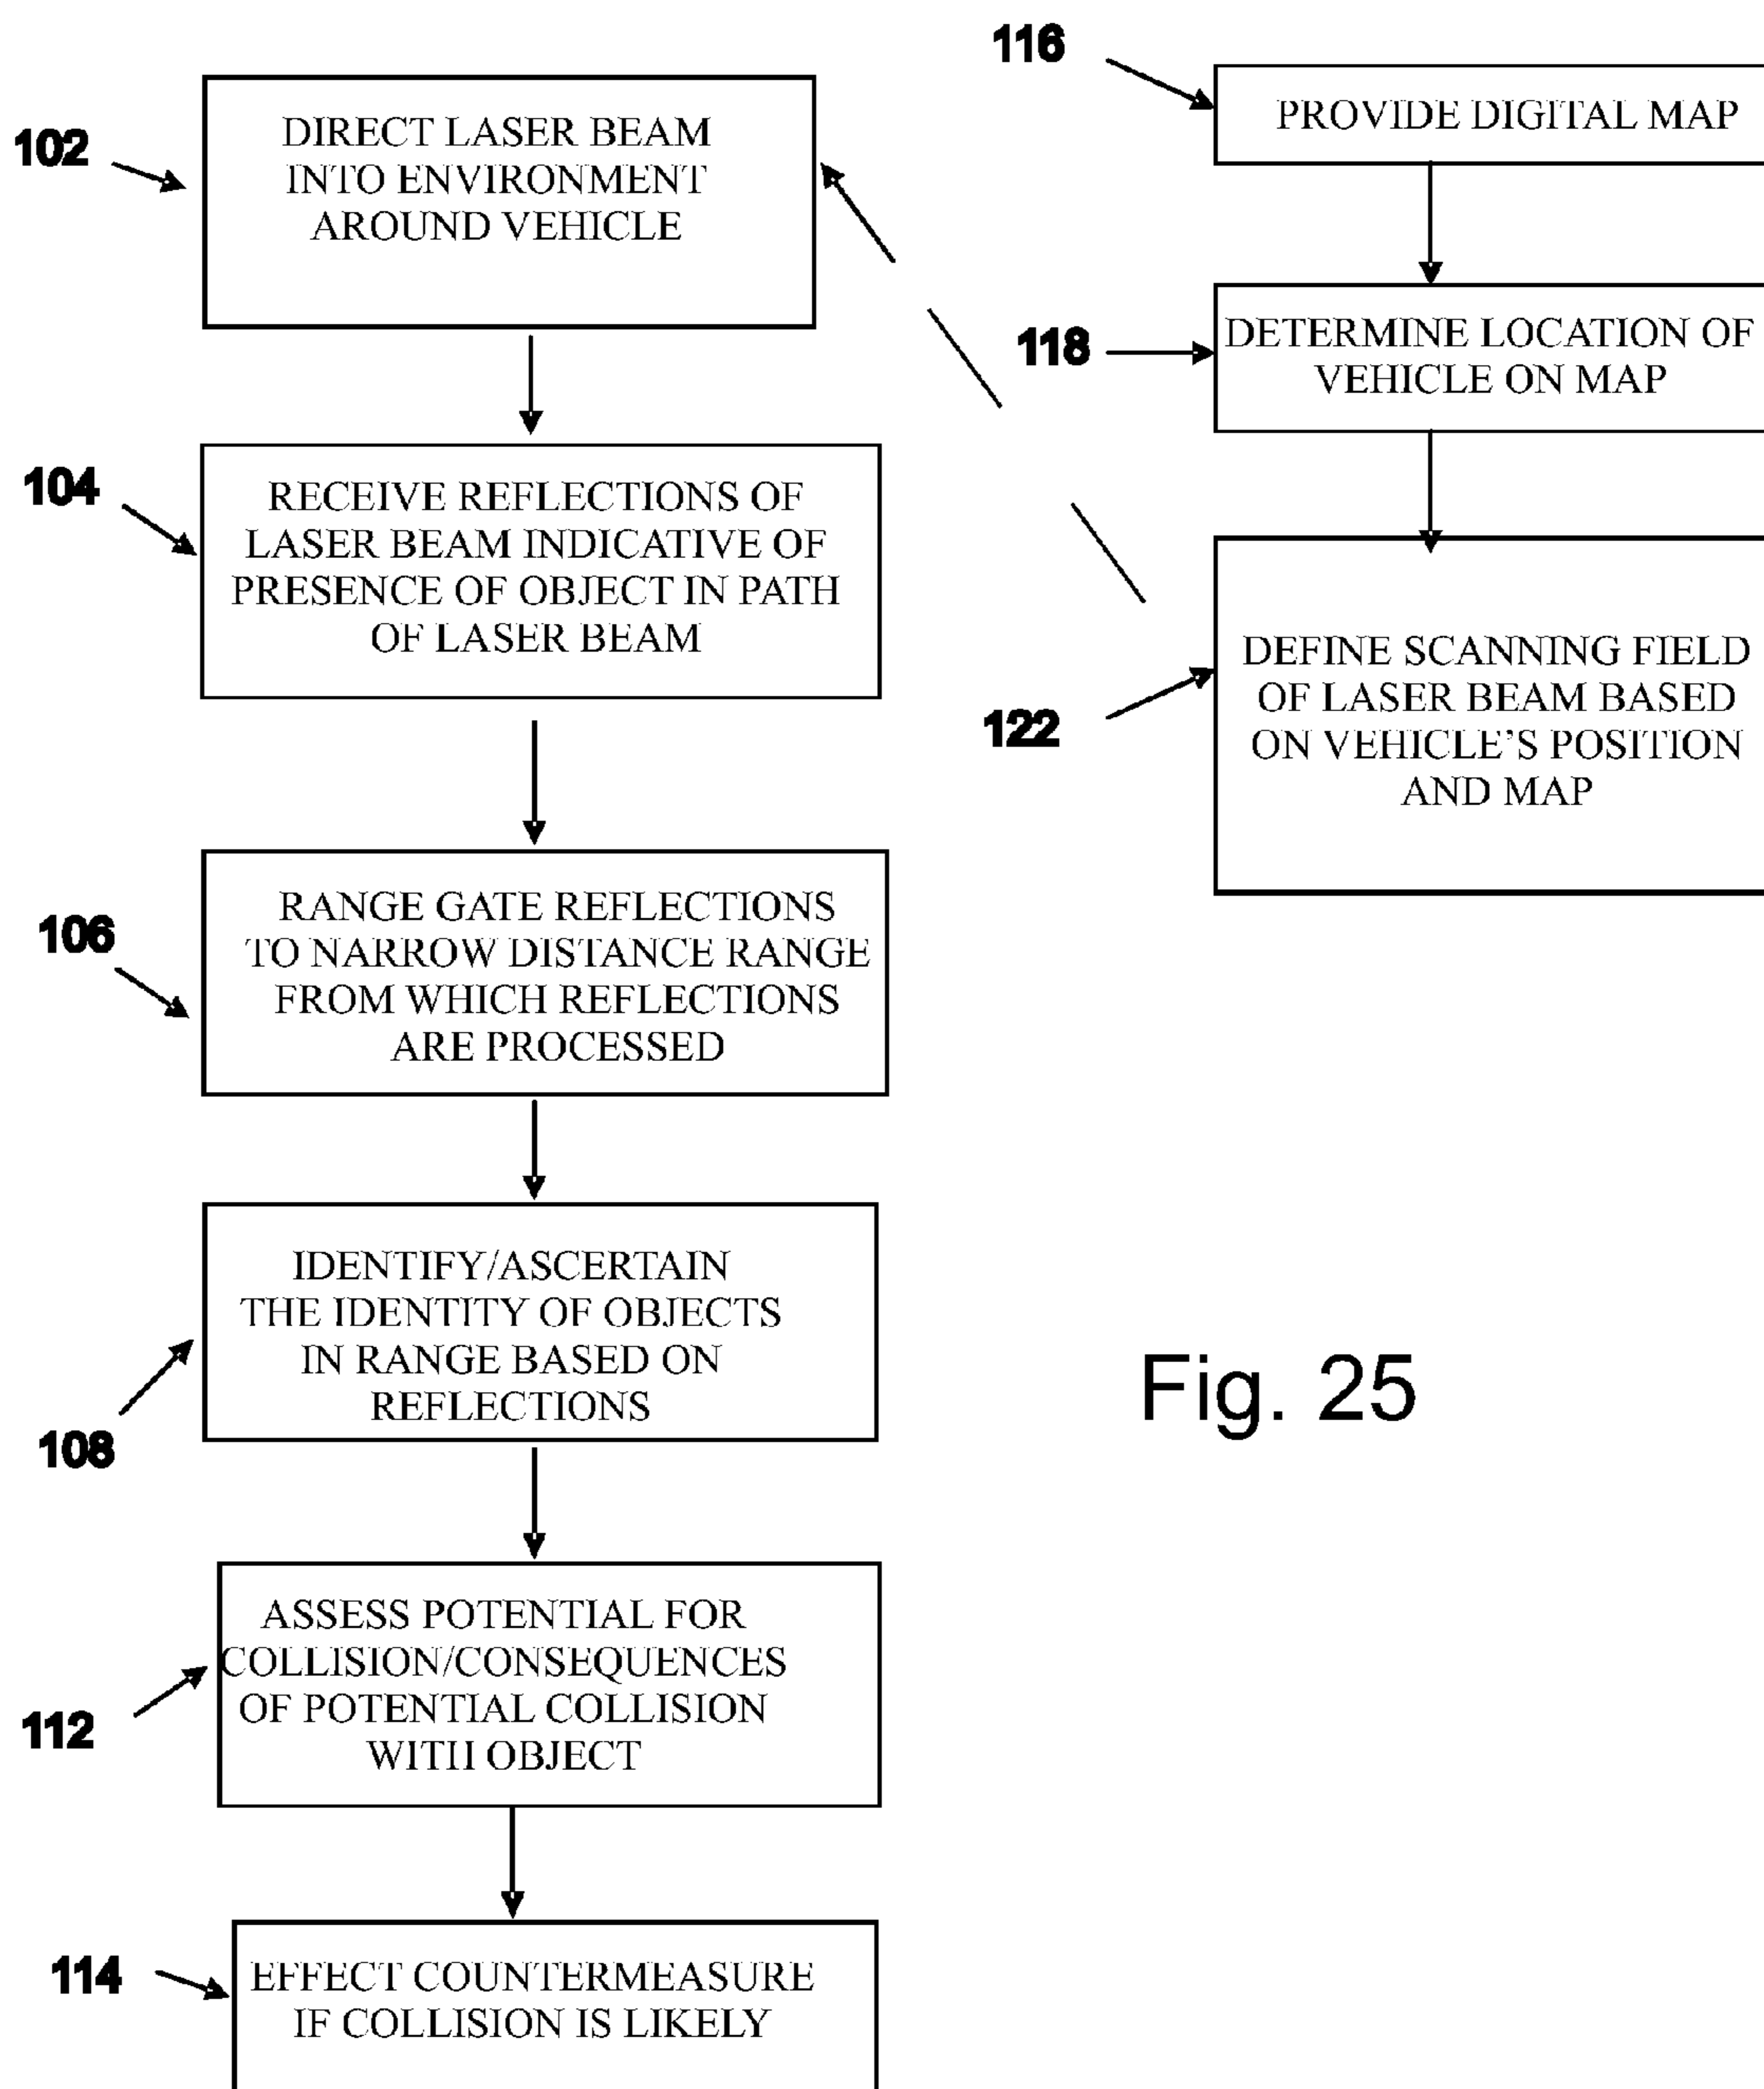 102
DIRECT LASER BEAM
INTO ENVIRONMENT
AROUND VEHICLE
104
RECEIVE REFLECTIONS OF
LASER BEAM INDICATIVE OF
PRESENCE OF OBJECT IN PATH
OF LASER BEAM
106
RANGE GATE REFLECTIONS
TO NARROW DISTANCE RANGE
FROM WHICH REFLECTIONS
ARE PROCESSED
108
IDENTIFY/ASCERTAIN
THE IDENTITY OF OBJECTS
IN RANGE BASED ON
REFLECTIONS
112
ASSESS POTENTIAL FOR
COLLISION/CONSEQUENCES
OF POTENTIAL COLLISION
WITH OBJECT
114
EFFECT COUNTERMEASURE
IF COLLISION IS LIKELY
116
PROVIDE DIGITAL MAP
118
DETERMINE LOCATION OF
VEHICLE ON MAP
122
DEFINE SCANNING FIELD
OF LASER BEAM BASED
ON VEHICLE'S POSITION
AND MAP
Fig. 25